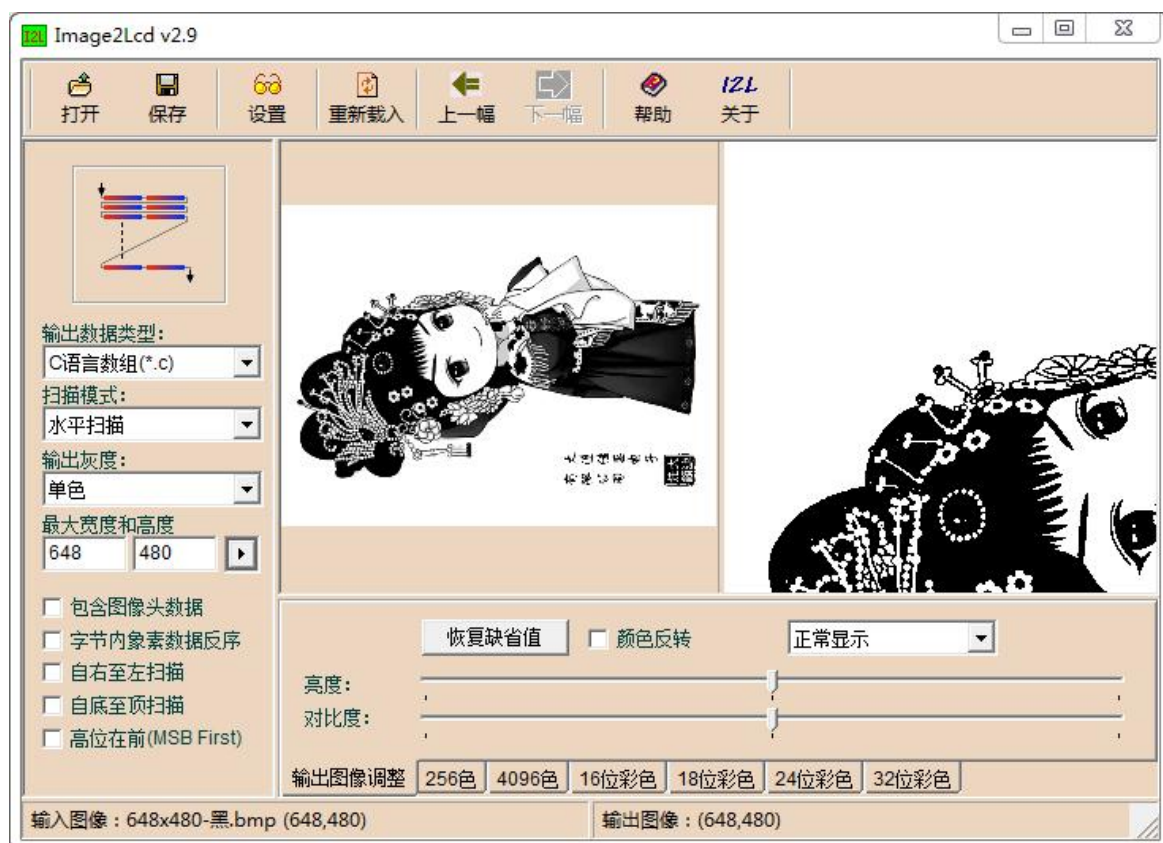 I2L Image2Lcd v2.9
打开 保存 设置 重新载入 上一幅 下一幅 帮助 I2L 关于
输出数据类型:
C语言数组(*.c)
扫描模式:
水平扫描
输出灰度:
单色
最大宽度和高度
648 480
包含图像头数据
字节内象素数据反序
自右至左扫描
自底至顶扫描
高位在前(MSB First)
恢复缺省值 颜色反转 正常显示
亮度:
对比度:
输出图像调整 256色 4096色 16位彩色 18位彩色 24位彩色 32位彩色
输入图像:648x480-黑.bmp (648,480) 输出图像:(648,480)